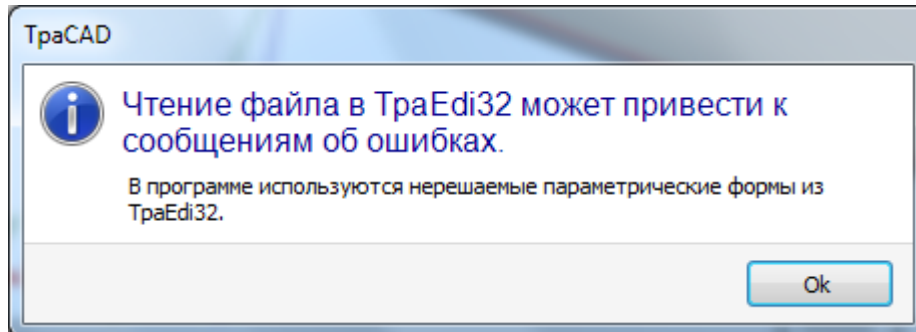 TpaCAD
Чтение файла в TpaEdi32 может привести к
сообщениям об ошибках.
В программе используются нерешаемые параметрические формы из
TpaEdi32.
Ok